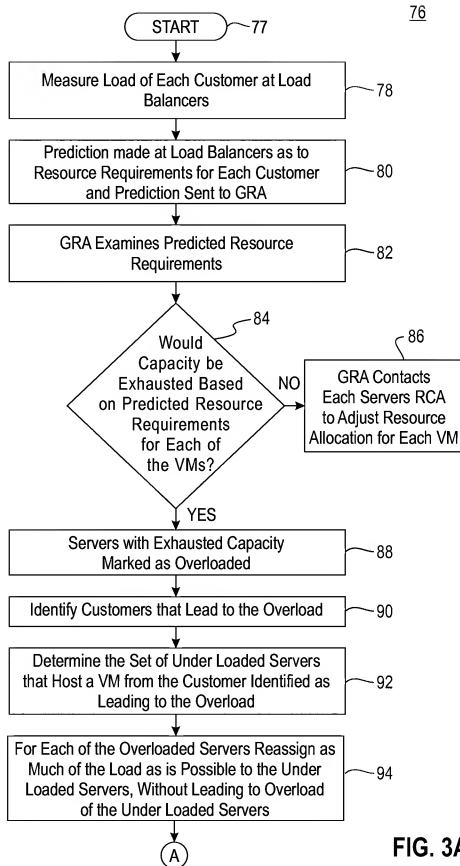 76
START
77
Measure Load of Each Customer at Load
Balancers
78
Prediction made at Load Balancers as to
Resource Requirements for Each Customer
and Prediction Sent to GRA
80
GRA Examines Predicted Resource
Requirements
82
84
Would
Capacity be
Exhausted Based
on Predicted Resource
Requirements
for Each of
the VMs?
NO
86
GRA Contacts
Each Servers RCA
to Adjust Resource
Allocation for Each VM
YES
Servers with Exhausted Capacity
Marked as Overloaded
88
Identify Customers that Lead to the Overload
90
Determine the Set of Under Loaded Servers
that Host a VM from the Customer Identified as
Leading to the Overload
92
For Each of the Overloaded Servers Reassign as
Much of the Load as is Possible to the Under
Loaded Servers, Without Leading to Overload
of the Under Loaded Servers
94
A
FIG. 3A